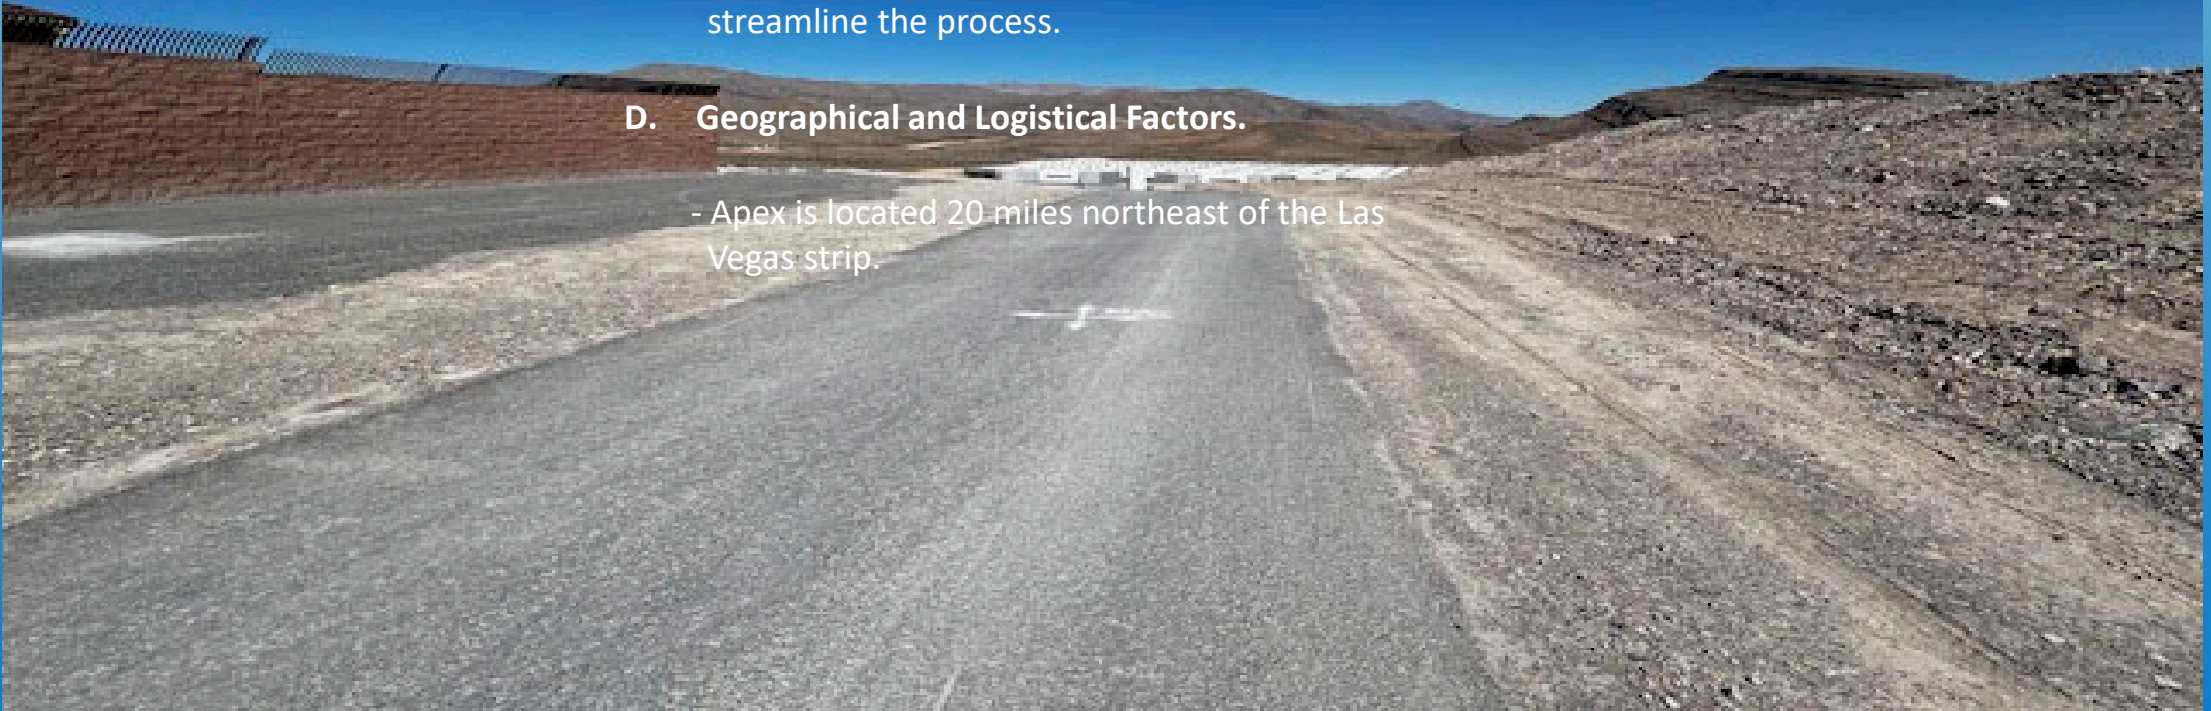 streamline the process.
D. Geographical and Logistical Factors.
- Apex is located 20 miles northeast of the Las
Vegas strip.